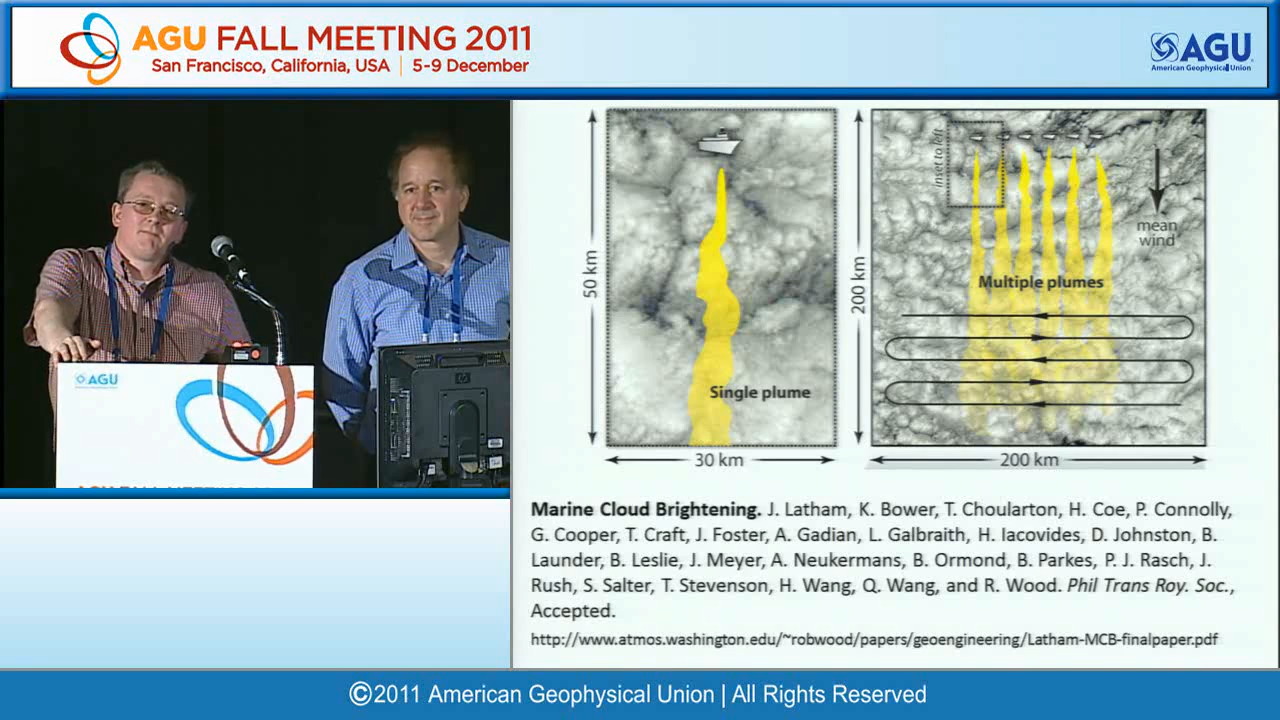 AGU FALL MEETING 2011
San Francisco, California, USA | 5-9 December
AGU
American Geophysical Union
AGU
50 km
30 km
Single plume
200 km
200 km
inset to left
mean
wind
Multiple plumes
Marine Cloud Brightening. J. Latham, K. Bower, T. Choularton, H. Coe, P. Connolly,
G. Cooper, T. Craft, J. Foster, A. Gadian, L. Galbraith, H. Iacovides, D. Johnston, B.
Launder, B. Leslie, J. Meyer, A. Neukermans, B. Ormond, B. Parkes, P. J. Rasch, J.
Rush, S. Salter, T. Stevenson, H. Wang, Q. Wang, and R. Wood. Phil Trans Roy. Soc.,
Accepted.
http://www.atmos.washington.edu/~robwood/papers/geoengineering/Latham-MCB-finalpaper.pdf
©2011 American Geophysical Union | All Rights Reserved